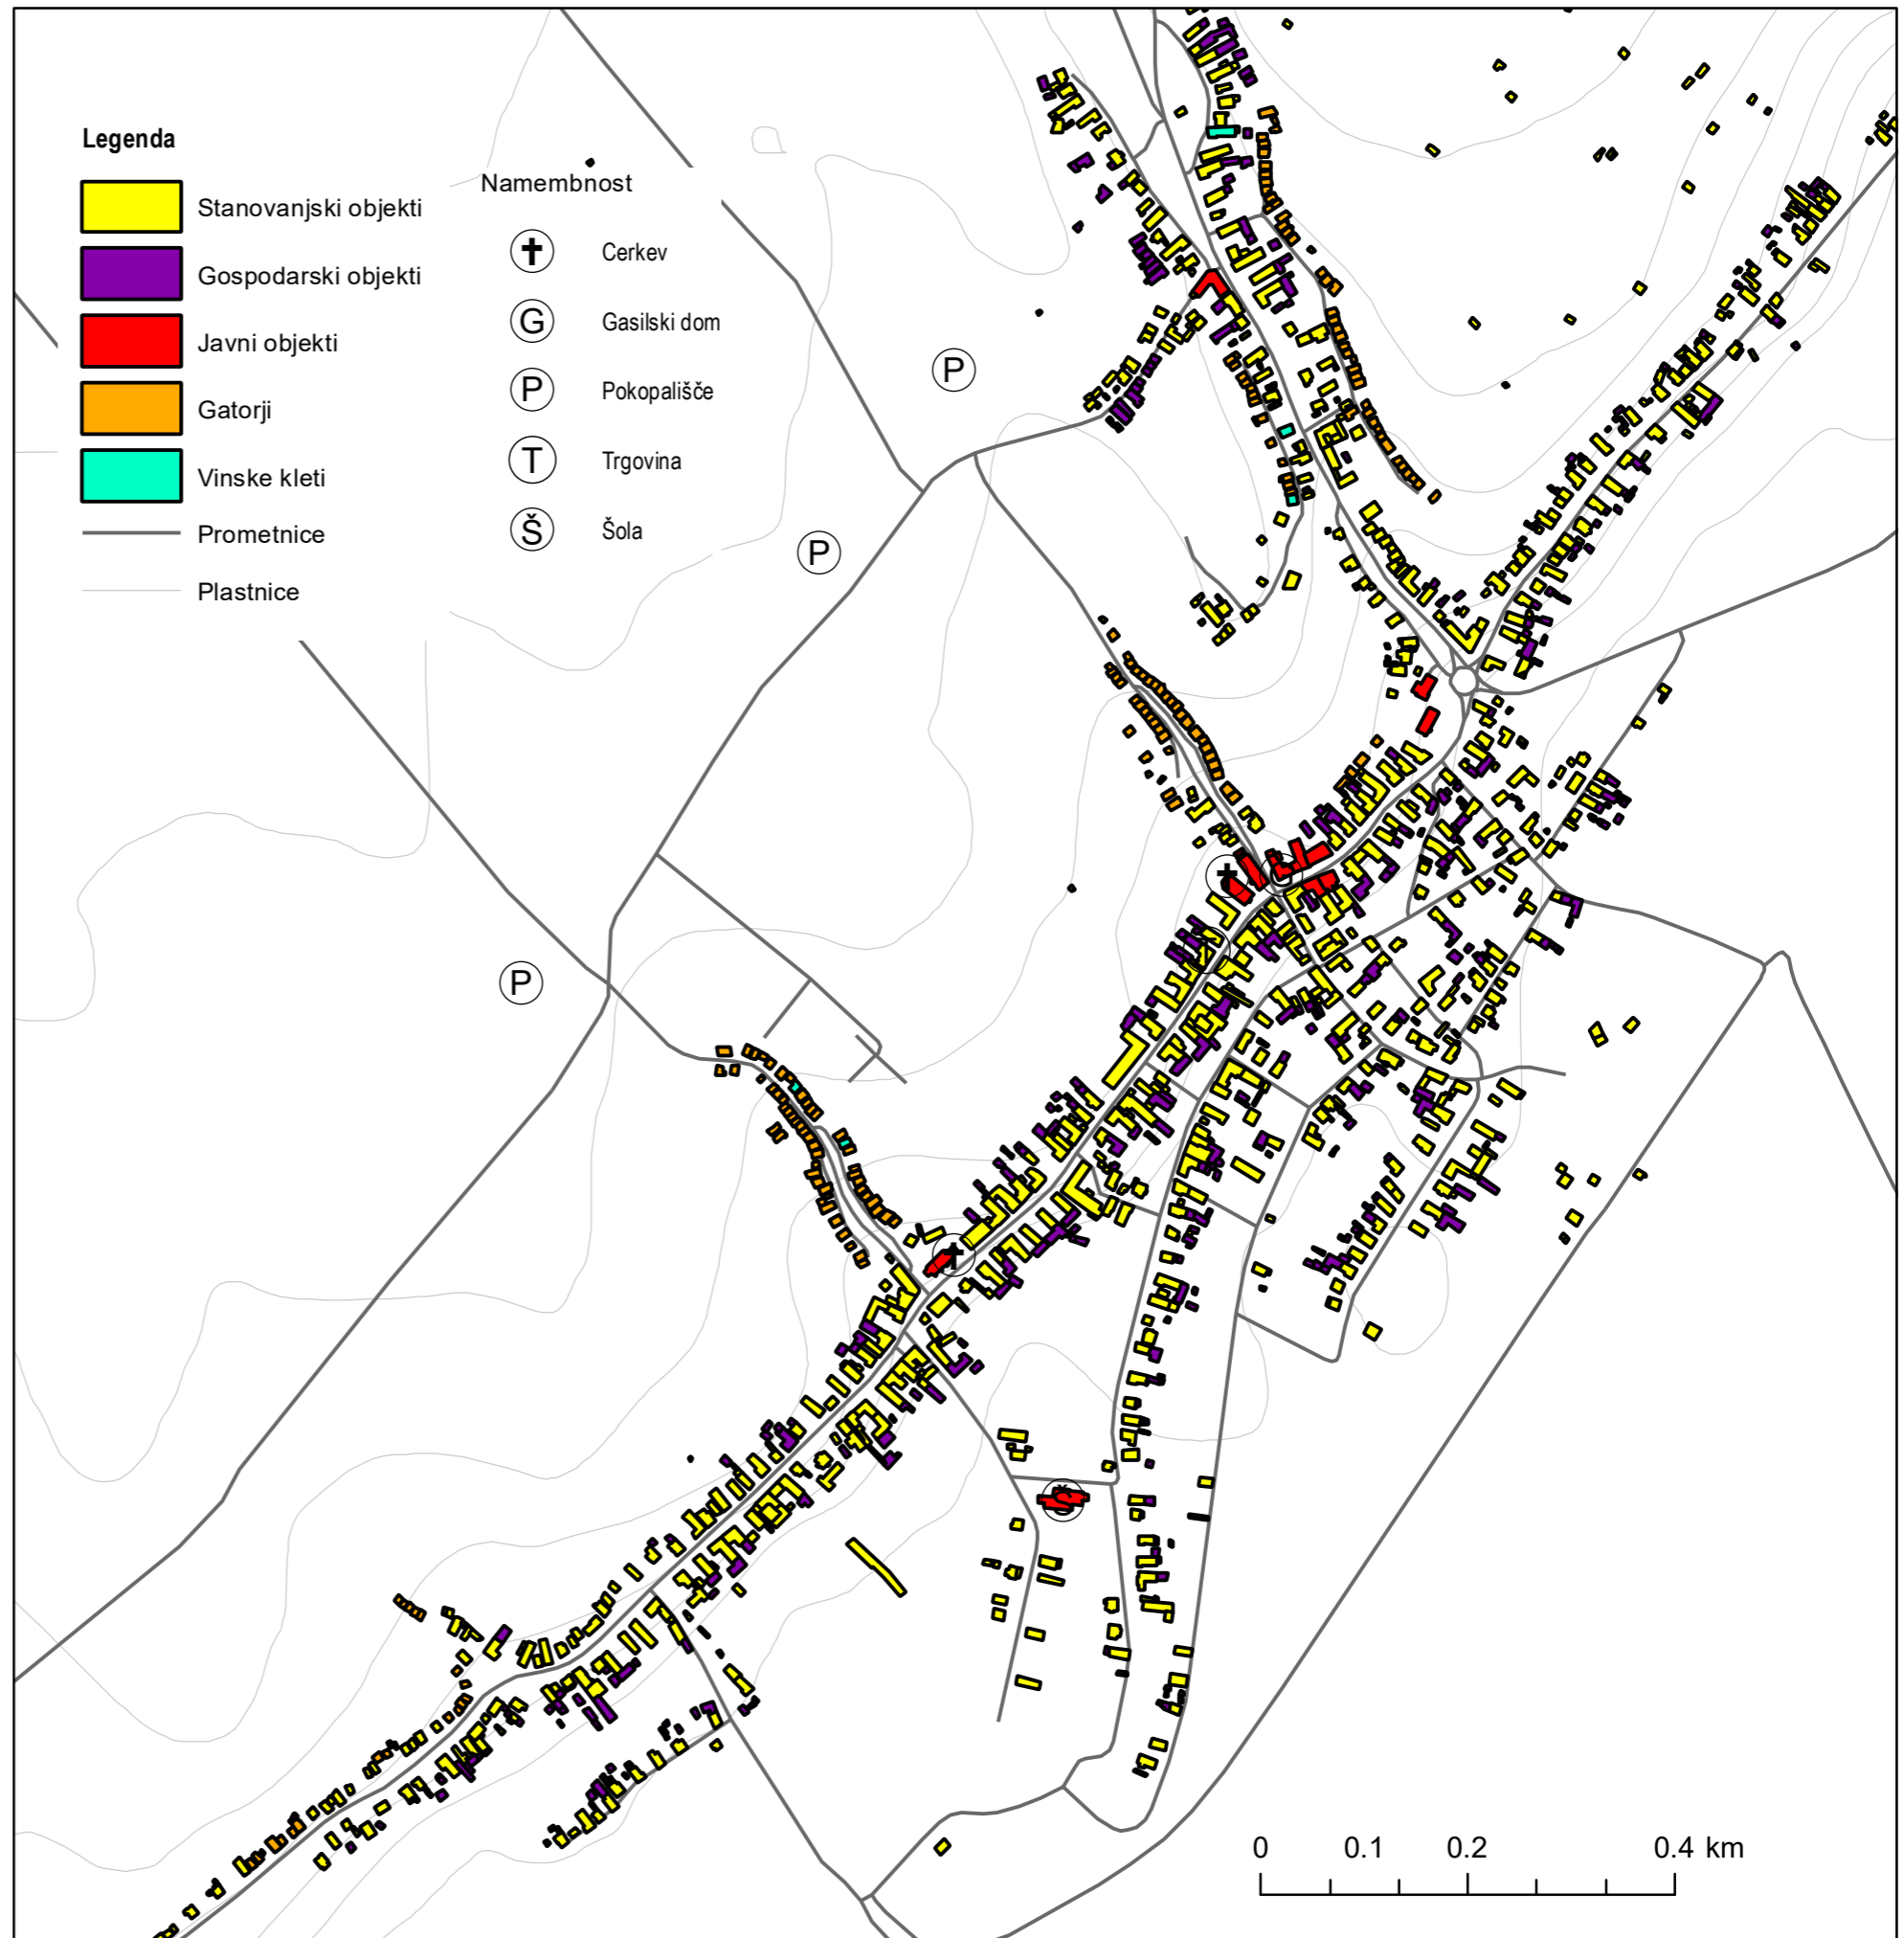 Legenda
Stanovanjski objekti
Gospodarski objekti
Javni objekti
Gatorji
Vinske kleti
Prometnice
Plastnice
Namembnost
Cerkev
G Gasilski dom
P Pokopališče
T Trgovina
Š Šola
P
P
P
Š
0 0.1 0.2 0.4 km